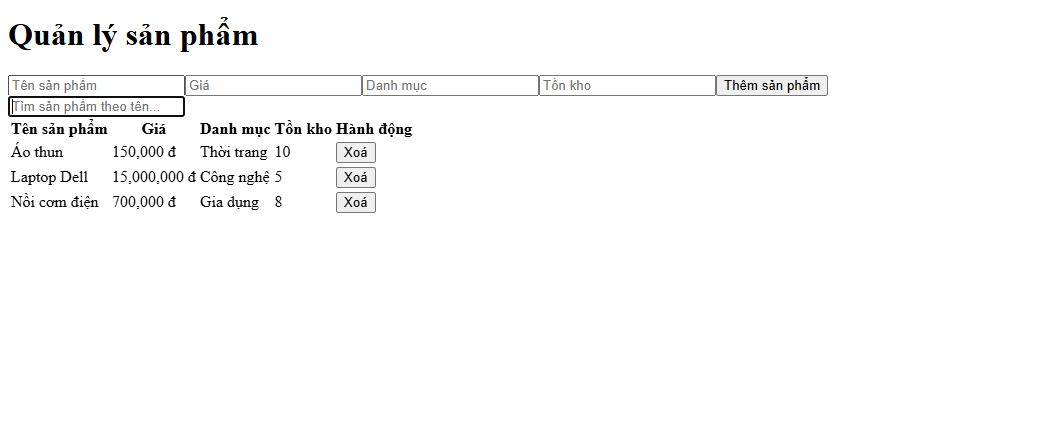 Quản lý sản phẩm
Tên sản phẩm Giá Danh mục Tồn kho Thêm sản phẩm
Tìm sản phẩm theo tên...
Tên sản phẩm Giá Danh mục Tồn kho Hành động
Áo thun 150,000 đ Thời trang 10 Xoá
Laptop Dell 15,000,000 đ Công nghệ 5 Xoá
Nồi cơm điện 700,000 đ Gia dụng 8 Xoá